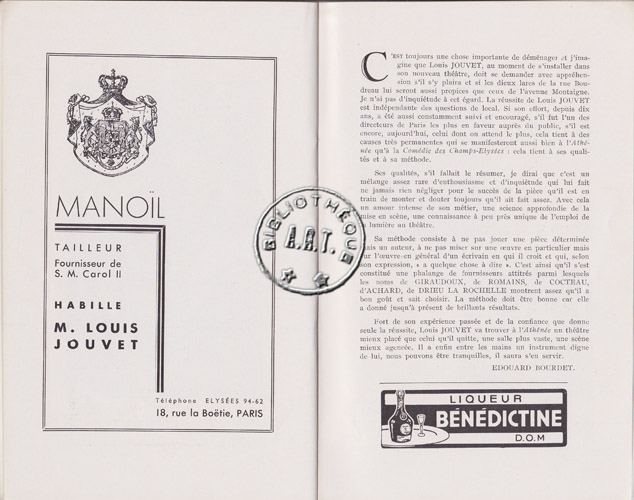 MANOÏL
TAILLEUR
Fournisseur de
S. M. Carol II
HABILLE
M. LOUIS
JOUVET
Téléphone ELYSÉES 94-62
18, rue la Boëtie, PARIS
BIBLIOTHÈQUE
A.R.T.
C'EST toujours une chose importante de déménager et j'ima-
gine que Louis JOUVET, au moment de s'installer dans
son nouveau théâtre, doit se demander avec appréhen-
sion s'il s'y plaira et si les dieux lares de la rue Bou-
dreau lui seront aussi propices que ceux de l'avenue Montaigne.
Je n'ai pas d'inquiétude à cet égard. La réussite de Louis JOUVET
est indépendante des questions de local. Si son effort, depuis dix
ans, a été aussi constamment suivi et encouragé, s'il fut l'un des
directeurs de Paris les plus en faveur auprès du public, s'il est
encore, aujourd'hui, celui dont on attend le plus, cela tient à des
causes très permanentes qui se manifesteront aussi bien à l'Athé-
née qu'à la Comédie des Champs-Elysées : cela tient à ses quali-
tés et à sa méthode.
Ses qualités, s'il fallait le résumer, je dirai que c'est un
mélange assez rare d'enthousiasme et d'inquiétude qui lui fait
ne jamais rien négliger pour le succès de la pièce qu'il est en
train de monter et douter toujours qu'il ait fait assez. Avec cela
un amour intense de son métier, une science approfondie de la
mise en scène, une connaissance à peu près unique de l'emploi de
la lumière au théâtre.
Sa méthode consiste à ne pas jouer une pièce déterminée
mais un auteur, à ne pas miser sur une œuvre en particulier mais
sur l'œuvre en général d'un écrivain en qui il croit et qui, selon
son expression, « a quelque chose à dire ». C'est ainsi qu'il s'est
constitué une phalange de fournisseurs attitrés parmi lesquels
les noms de GIRAUDOUX, de ROMAINS, de COCTEAU,
d'ACHARD, de DRIEU LA ROCHELLE montrent assez qu'il a
bon goût et sait choisir. La méthode doit être bonne car elle
a donné jusqu'à présent de brillants résultats.
Fort de son expérience passée et de la confiance que donne
seule la réussite, Louis JOUVET va trouver à l'Athénée un théâtre
mieux placé que celui qu'il quitte, une salle plus vaste, une scène
mieux agencée. Il a enfin entre les mains un instrument digne
de lui, nous pouvons être tranquilles, il saura s'en servir.
EDOUARD BOURDET.
LIQUEUR
BÉNÉDICTINE
D.O.M